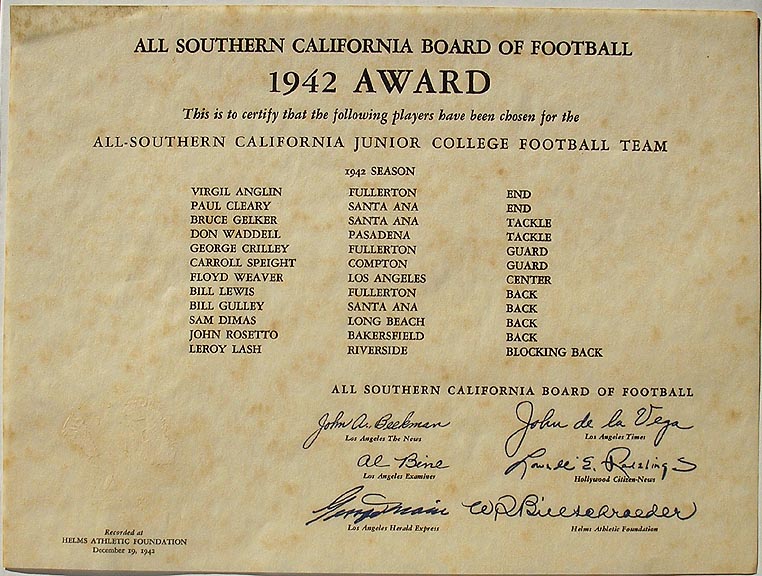 ALL SOUTHERN CALIFORNIA BOARD OF FOOTBALL
1942 AWARD
This is to certify that the following players have been chosen for the
ALL-SOUTHERN CALIFORNIA JUNIOR COLLEGE FOOTBALL TEAM
1942 SEASON
VIRGIL ANGLIN FULLERTON END
PAUL CLEARY SANTA ANA END
BRUCE GELKER SANTA ANA TACKLE
DON WADDELL PASADENA TACKLE
GEORGE CRILLEY FULLERTON GUARD
CARROLL SPEIGHT COMPTON GUARD
FLOYD WEAVER LOS ANGELES CENTER
BILL LEWIS FULLERTON BACK
BILL GULLEY SANTA ANA BACK
SAM DIMAS LONG BEACH BACK
JOHN ROSETTO BAKERSFIELD BACK
LEROY LASH RIVERSIDE BLOCKING BACK
ALL SOUTHERN CALIFORNIA BOARD OF FOOTBALL
John Beekman John de la Vega
Los Angeles The News Los Angeles Times
Al Bine E.
Los Angeles Examiner Hollywood Citizen-News
W R Bill Schroeder
Los Angeles Herald Express Helms Athletic Foundation
Recorded at
HELMS ATHLETIC FOUNDATION
December 19, 1942